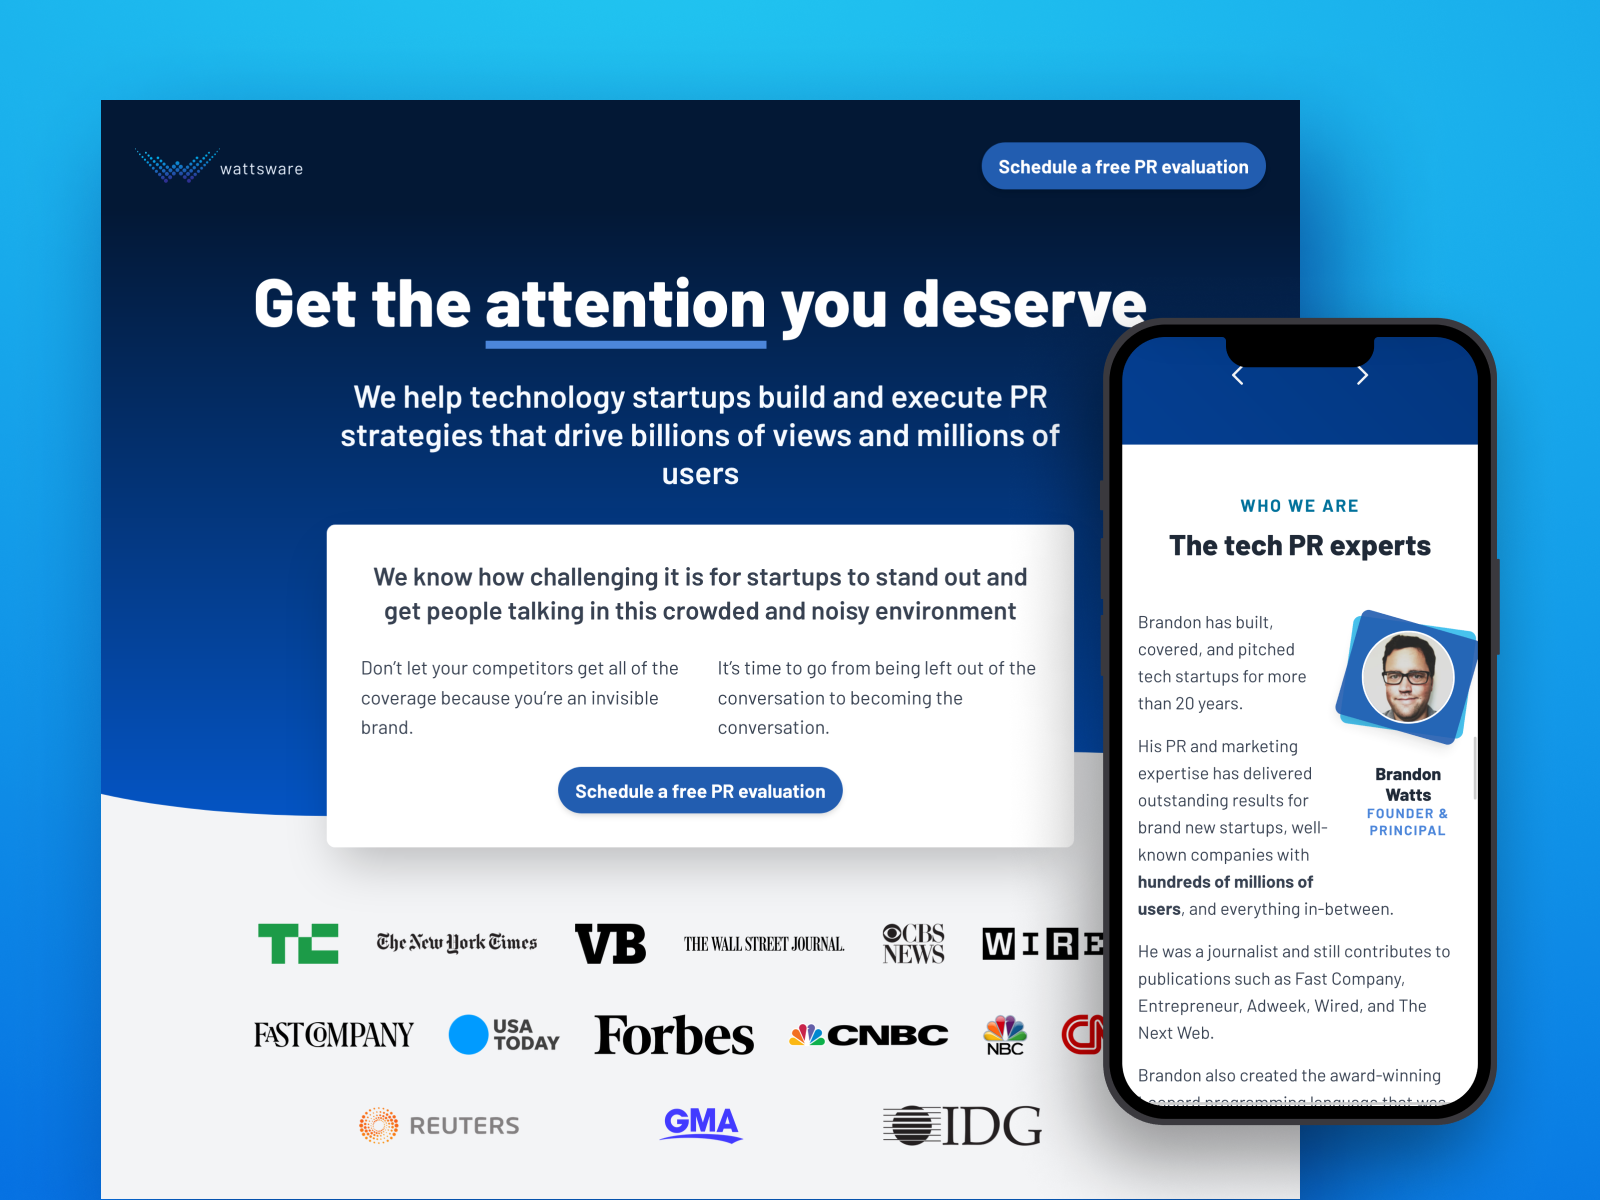 wattsware
Schedule a free PR evaluation
Get the attention you deserve
We help technology startups build and execute PR
strategies that drive billions of views and millions of
users
We know how challenging it is for startups to stand out and
get people talking in this crowded and noisy environment
Don't let your competitors get all of the
coverage because you're an invisible
brand.
It's time to go from being left out of the
conversation to becoming the
conversation.
Schedule a free PR evaluation
TC
The New York Times
VB
THE WALL STREET JOURNAL.
CBS
NEWS
WIRE
FAST COMPANY
USA
TODAY
Forbes
CNBC
NBC
CN
REUTERS
GMA
IDG
WHO WE ARE
The tech PR experts
Brandon has built,
covered, and pitched
tech startups for more
than 20 years.
His PR and marketing
expertise has delivered
outstanding results for
brand new startups, well-
known companies with
hundreds of millions of
users, and everything in-between.
Brandon
Watts
FOUNDER &
PRINCIPAL
He was a journalist and still contributes to
publications such as Fast Company,
Entrepreneur, Adweek, Wired, and The
Next Web.
Brandon also created the award-winning
programming language that was